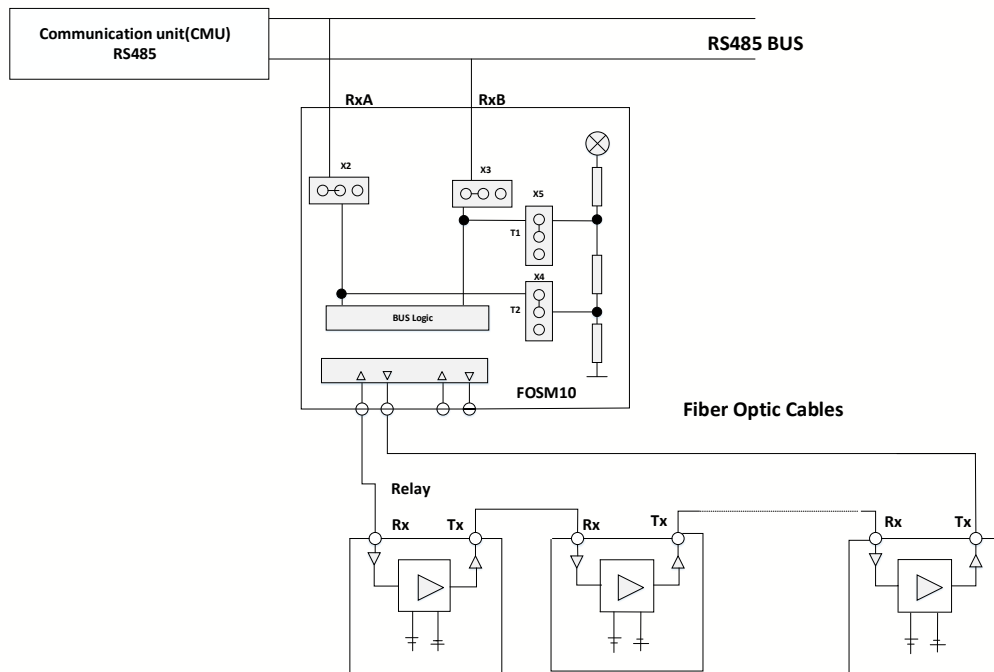 Communication unit(CMU)
RS485
RS485 BUS
RxA
RxB
X2
X3
X5
T1
X4
T2
BUS Logic
FOSM10
Fiber Optic Cables
Relay
Rx
Tx
Rx
Tx
Rx
Tx